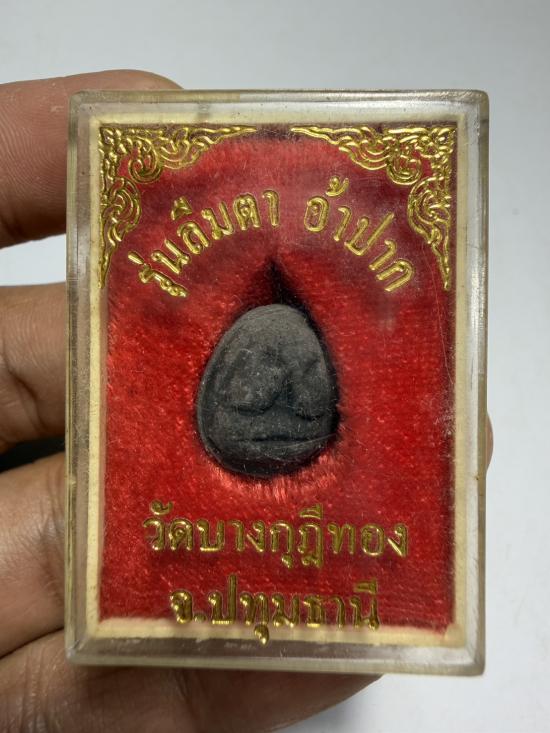 รุ่นลืมตา อ้าปาก
วัดบางกุฎีทอง
จ.ปทุมธานี